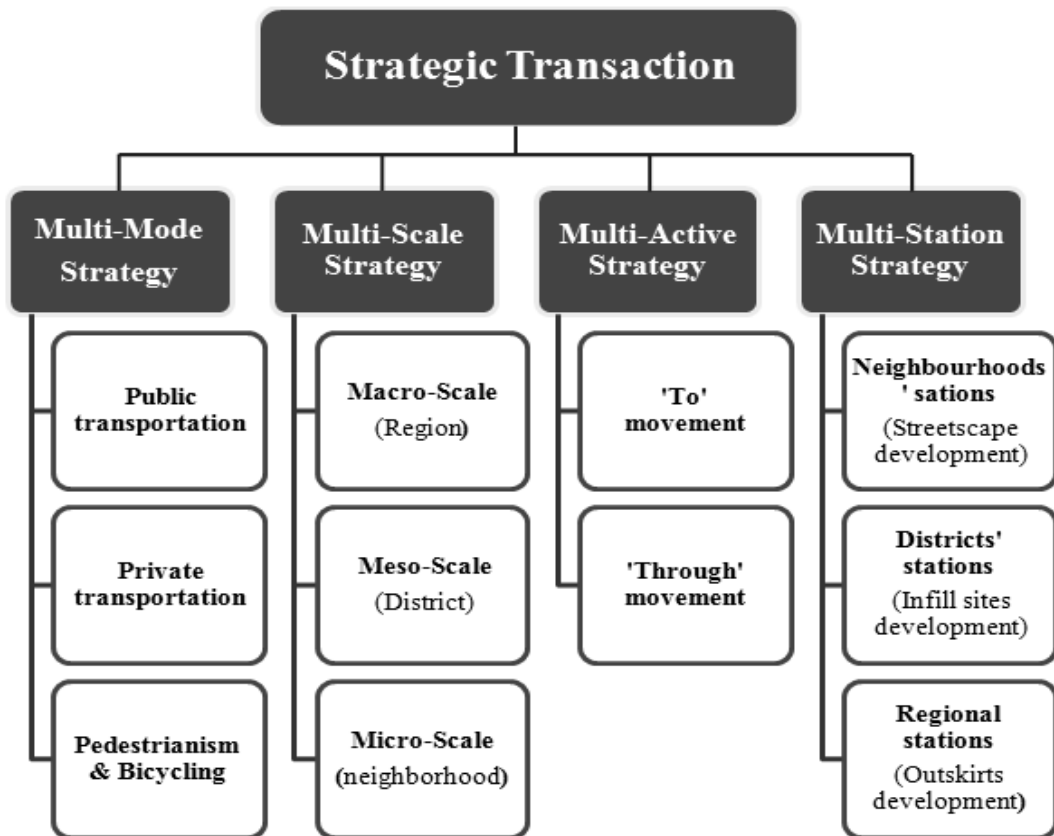 Strategic Transaction
Multi-Mode
Strategy
Multi-Scale
Strategy
Multi-Active
Strategy
Multi-Station
Strategy
Public
transportation
Private
transportation
Pedestrianism
& Bicycling
Macro-Scale
(Region)
Meso-Scale
(District)
Micro-Scale
(neighborhood)
'To'
movement
'Through'
movement
Neighbourhoods
' sations
(Streetscape
development)
Districts'
stations
(Infill sites
development)
Regional
stations
(Outskirts
development)